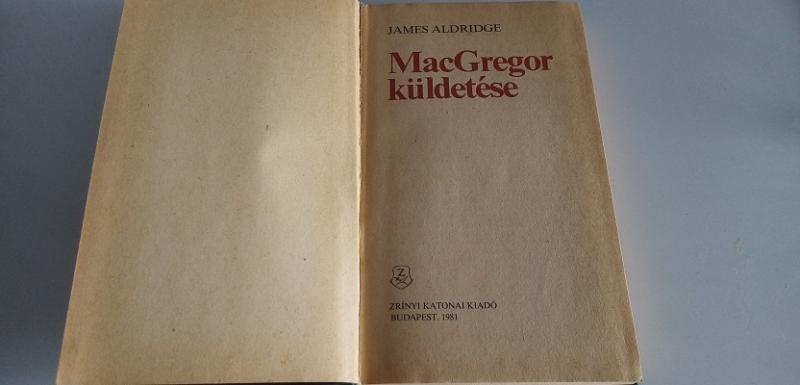 JAMES ALDRIDGE
MacGregor
küldetése
Z
ZRÍNYI KATONAI KIADÓ
BUDAPEST. 1981